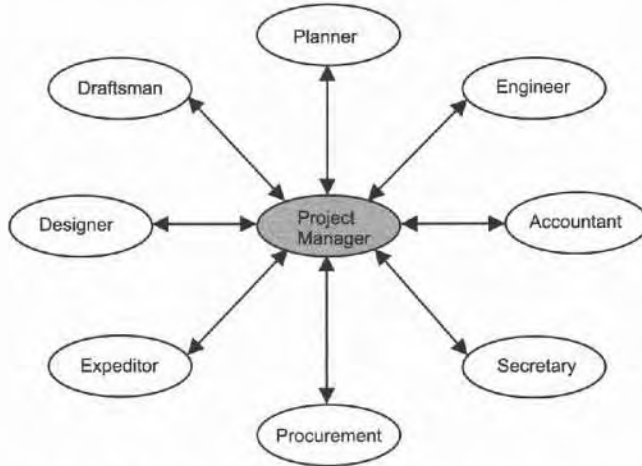 Planner
Draftsman
Engineer
Designer
Project
Manager
Accountant
Expeditor
Secretary
Procurement